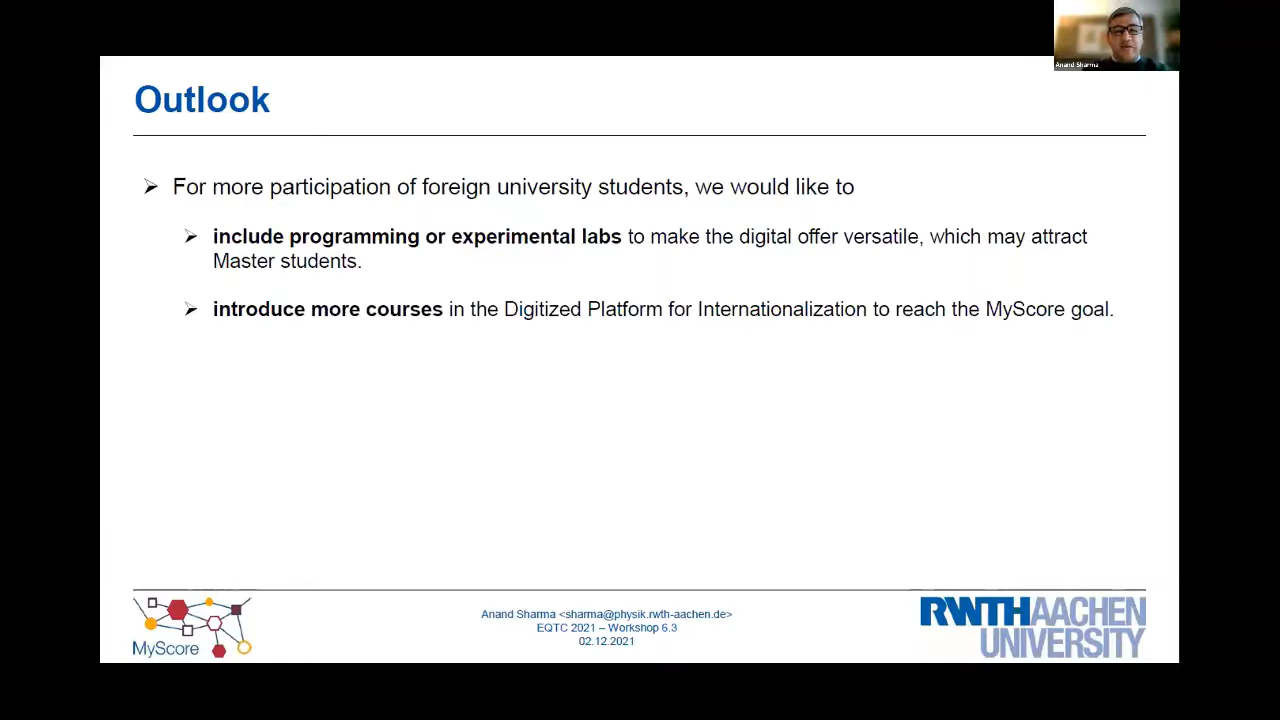 Anand Sharma
Outlook
➢ For more participation of foreign university students, we would like to
➢ include programming or experimental labs to make the digital offer versatile, which may attract
Master students.
➢ introduce more courses in the Digitized Platform for Internationalization to reach the MyScore goal.
MyScore
Anand Sharma <sharma@physik.rwth-aachen.de>
EQTC 2021 – Workshop 6.3
02.12.2021
RWTH AACHEN
UNIVERSITY